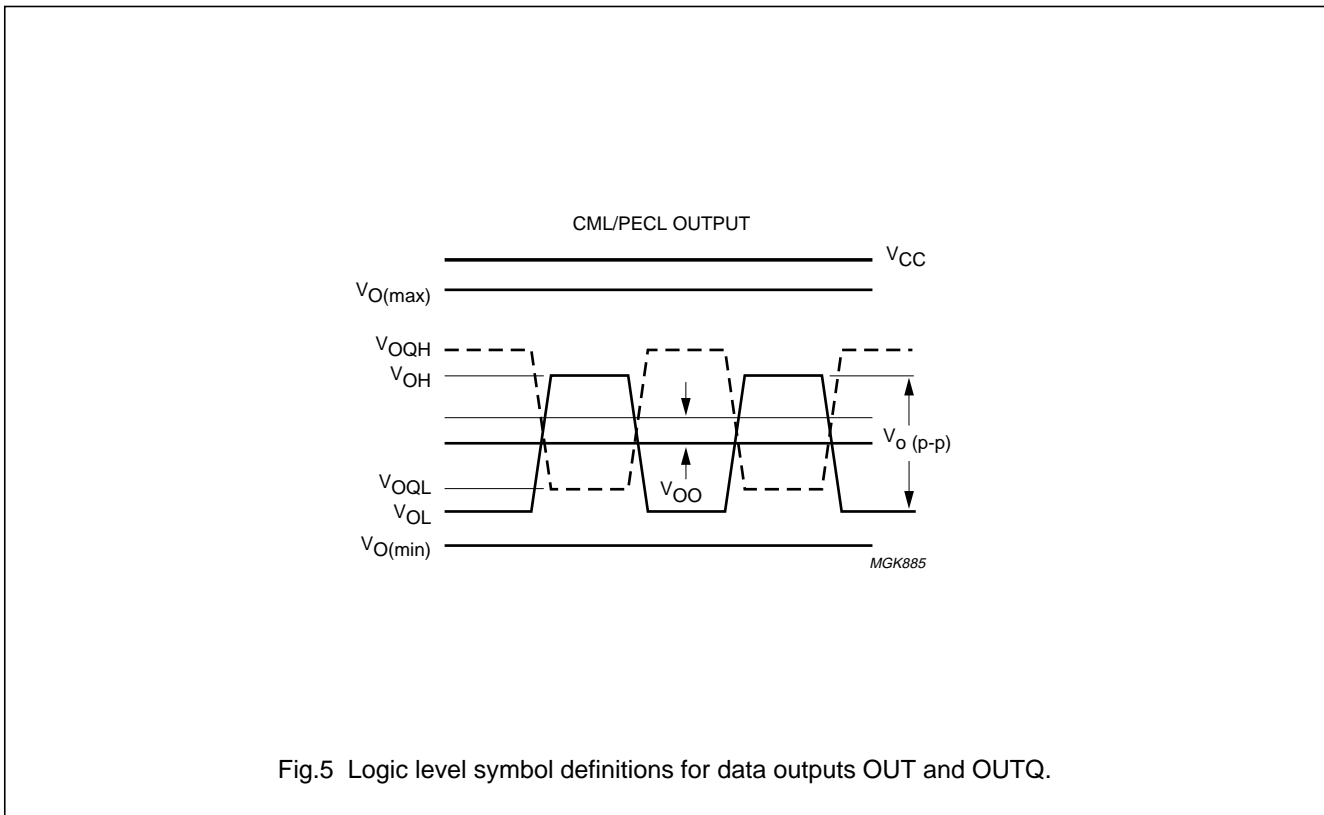 CML/PECL OUTPUT
VCC
VO(max)
VOQH
VOH
Vo (p-p)
VOQL
VOO
VOL
VO(min)
MGK885
Fig.5 Logic level symbol definitions for data outputs OUT and OUTQ.